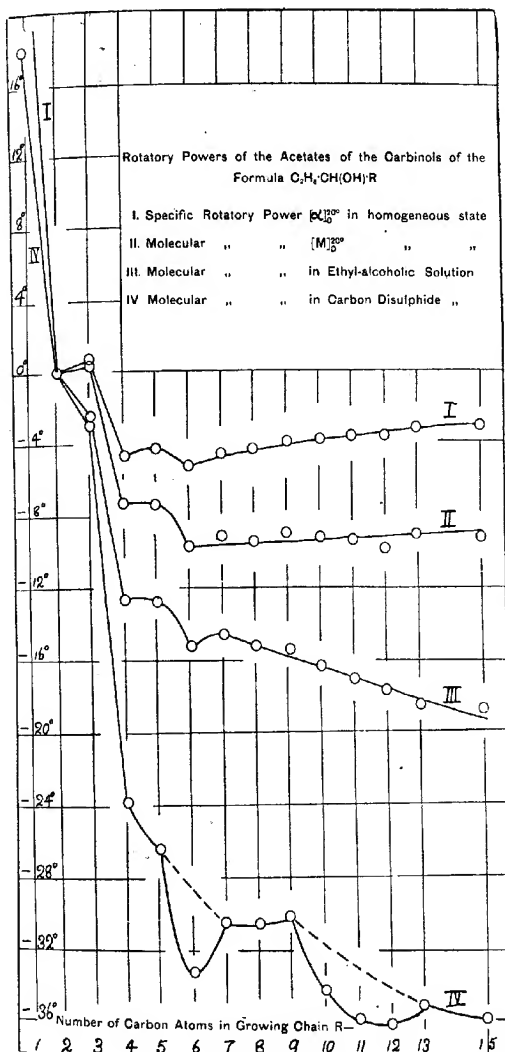 16°
I
12°
8°
IV
4°
0°
-4°
-8°
-12°
-16°
-20°
-24°
-28°
-32°
-36°
Rotatory Powers of the Acetates of the Carbinols of the
Formula C₂H₅·CH(OH)·R
I. Specific Rotatory Power [α]20°D in homogeneous state
II. Molecular „ „ [M]20°D „ „
III. Molecular „ „ in Ethyl-alcoholic Solution
IV Molecular „ „ in Carbon Disulphide „
I
II
III
IV
Number of Carbon Atoms in Growing Chain R—
1 2 3 4 5 6 7 8 9 10 11 12 13 15